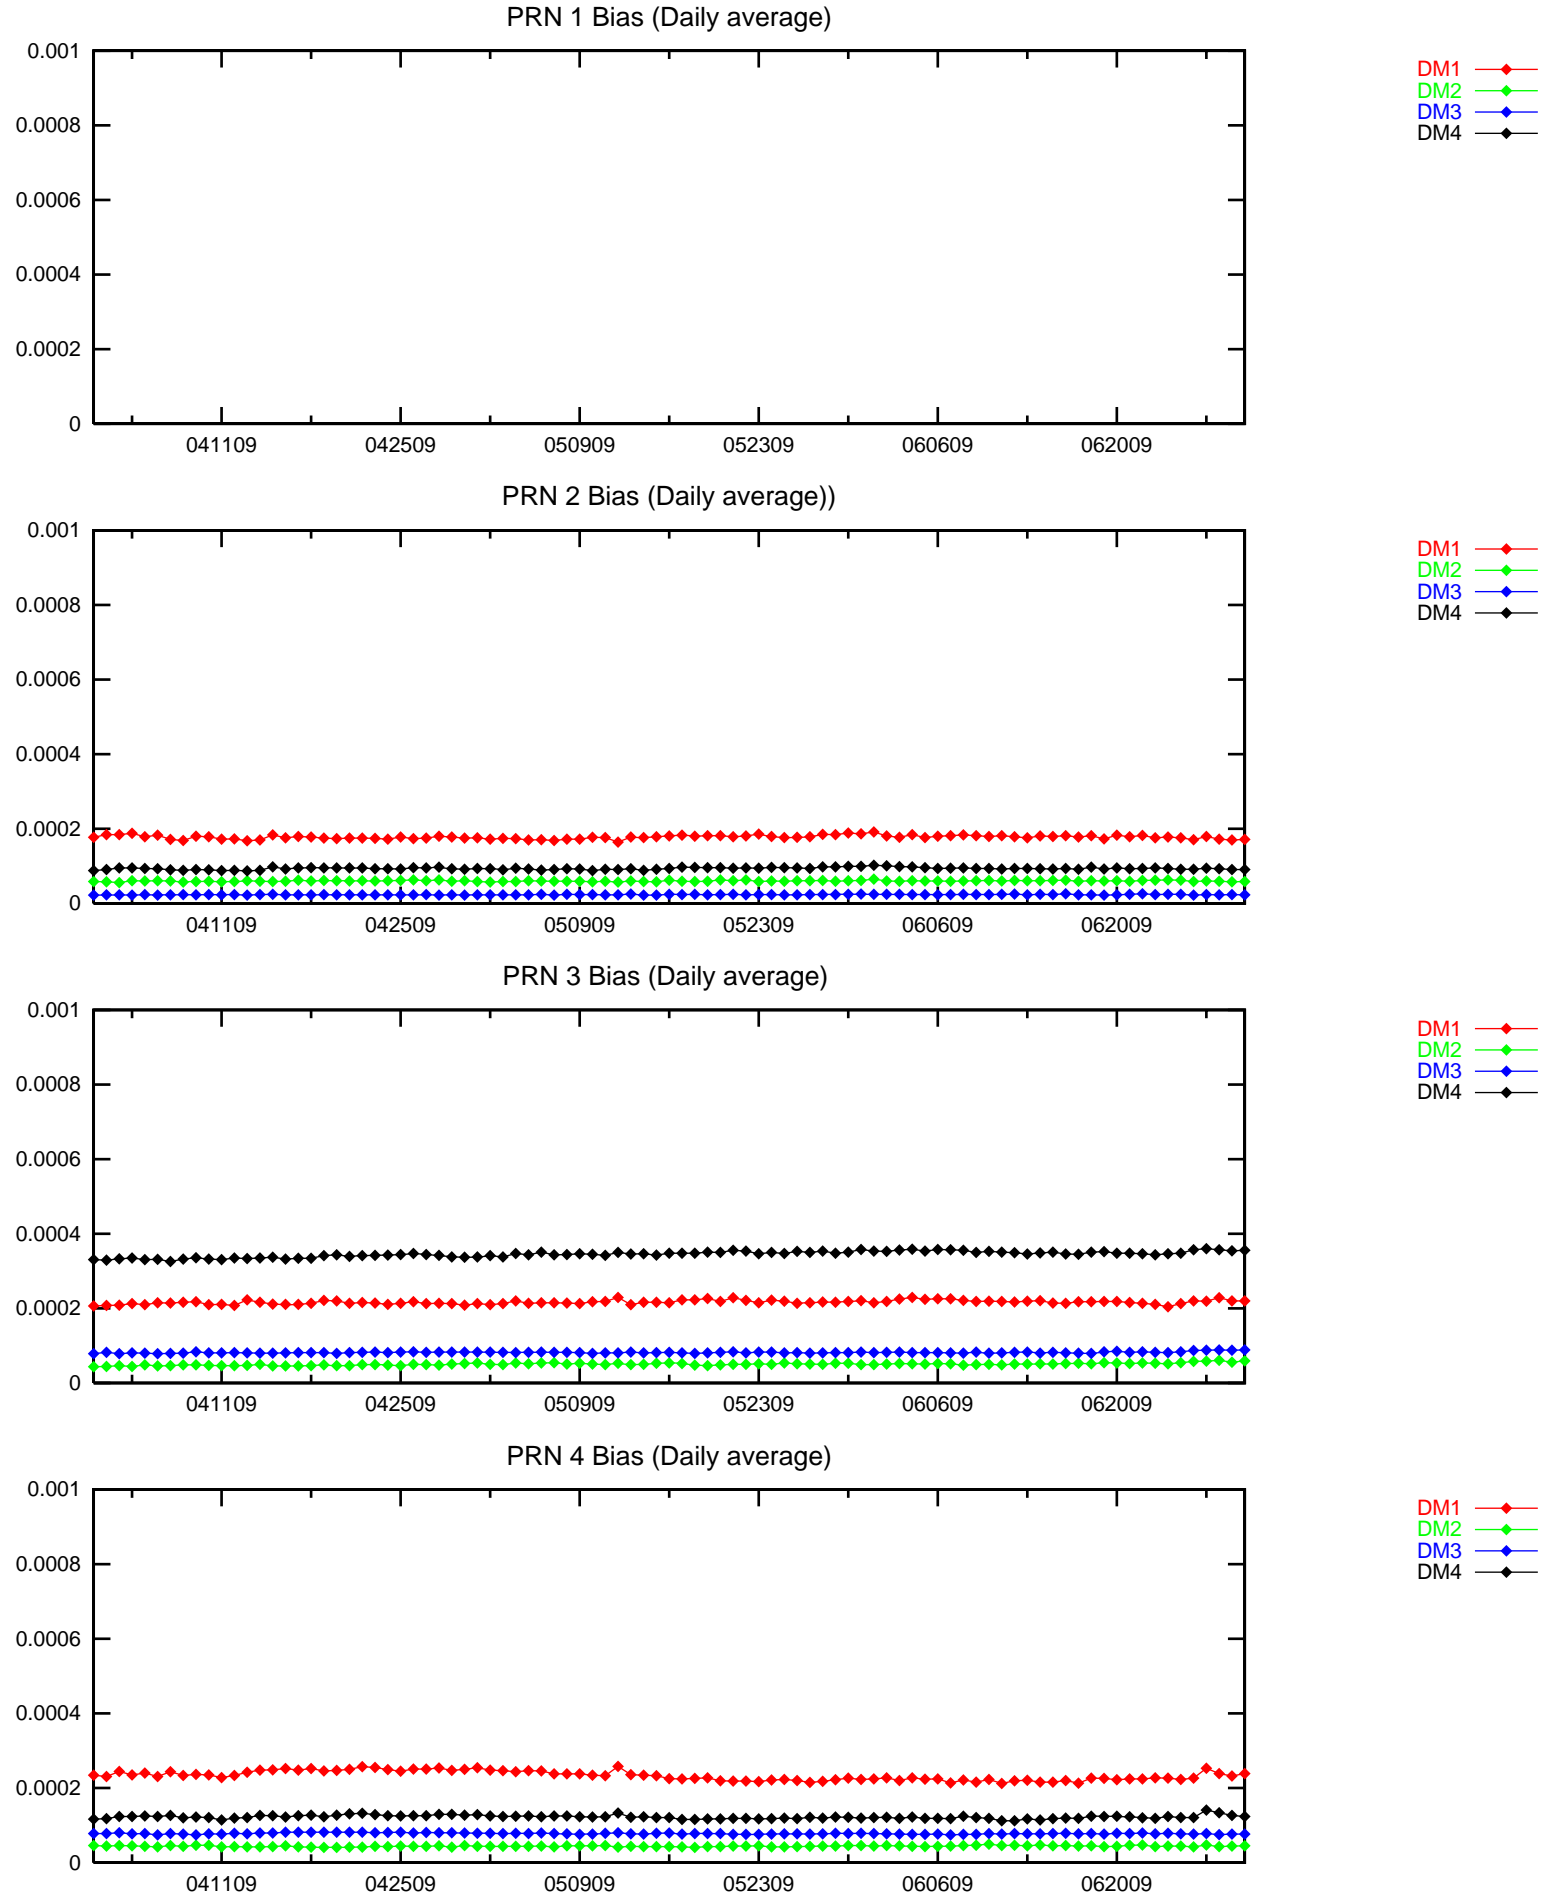 PRN 1 Bias (Daily average)
0.001
0.0008
0.0006
0.0004
0.0002
0
041109 042509 050909 052309 060609 062009
DM1
DM2
DM3
DM4
PRN 2 Bias (Daily average))
0.001
0.0008
0.0006
0.0004
0.0002
0
041109 042509 050909 052309 060609 062009
DM1
DM2
DM3
DM4
PRN 3 Bias (Daily average)
0.001
0.0008
0.0006
0.0004
0.0002
0
041109 042509 050909 052309 060609 062009
DM1
DM2
DM3
DM4
PRN 4 Bias (Daily average)
0.001
0.0008
0.0006
0.0004
0.0002
0
041109 042509 050909 052309 060609 062009
DM1
DM2
DM3
DM4